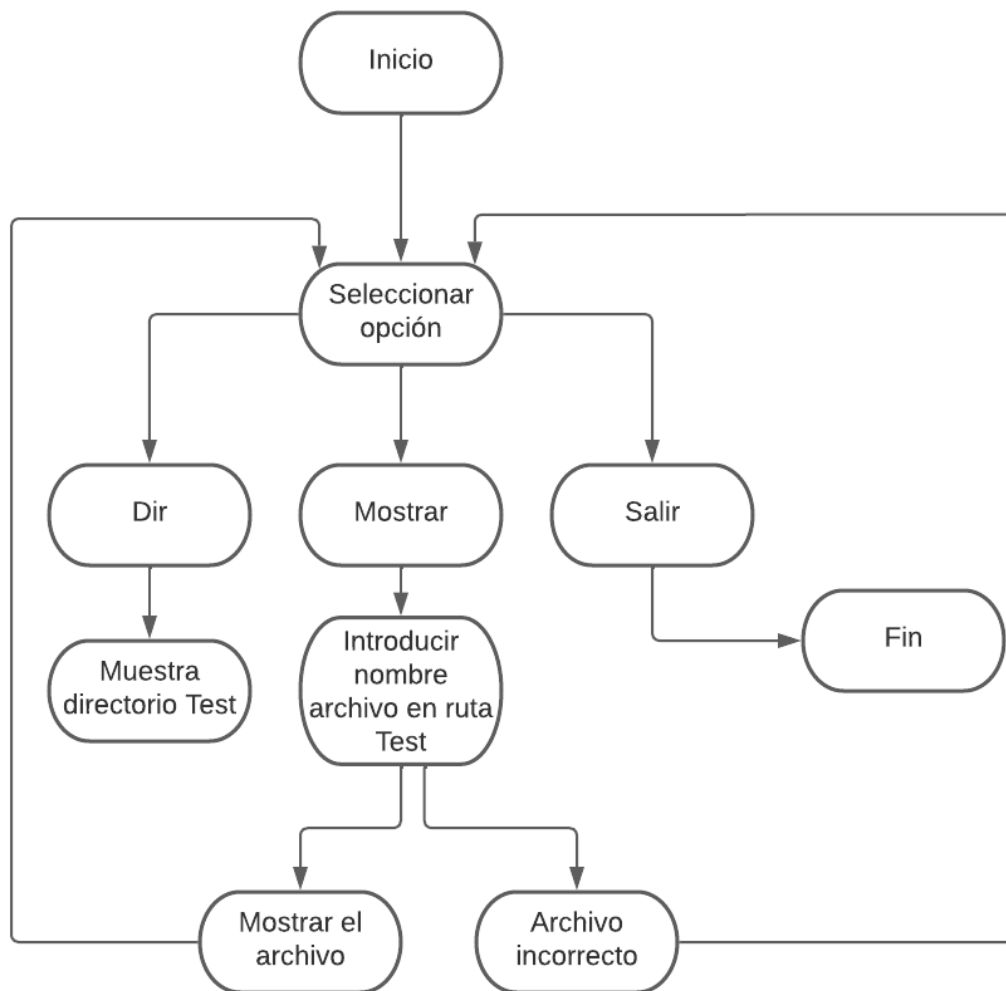 Inicio
Seleccionar
opción
Dir
Mostrar
Salir
Muestra
directorio Test
Introducir
nombre
archivo en ruta
Test
Fin
Mostrar el
archivo
Archivo
incorrecto